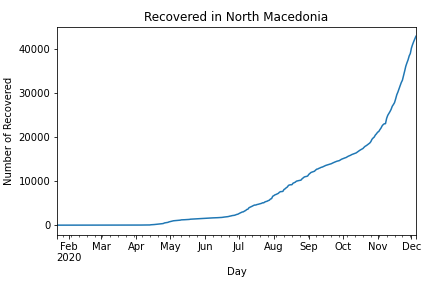 Recovered in North Macedonia
Number of Recovered
40000
30000
20000
10000
0
Feb Mar Apr May Jun Jul Aug Sep Oct Nov Dec
2020
Day